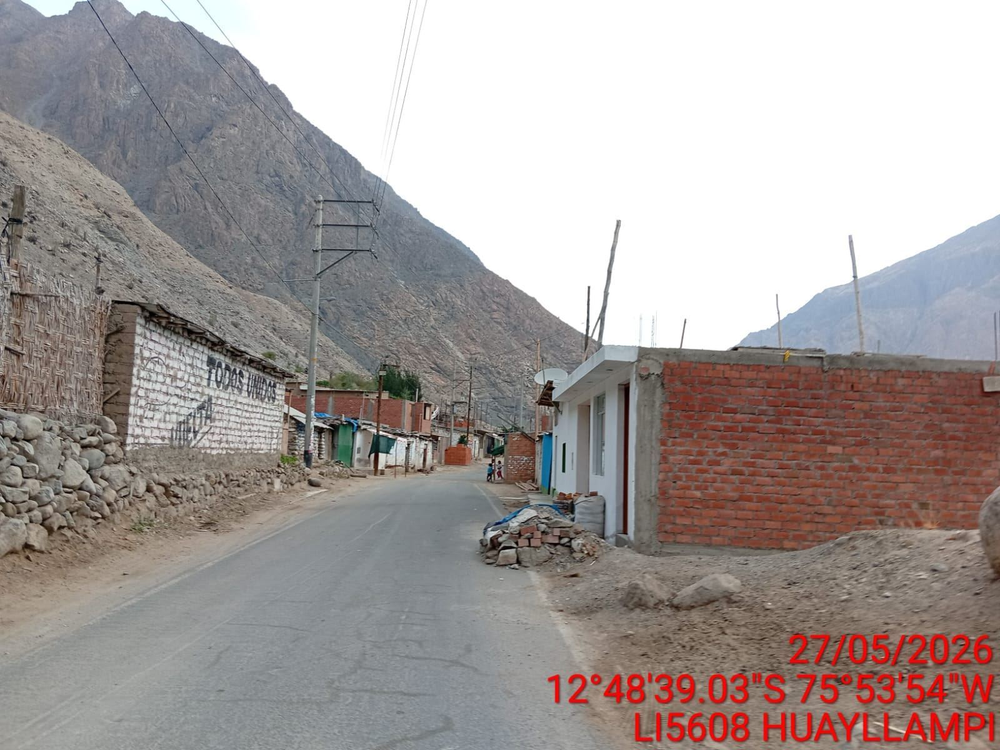 TODOS UNIDOS
27/05/2026
12°48'39.03"S 75°53'54"W
LI5608 HUAYLLAMPI